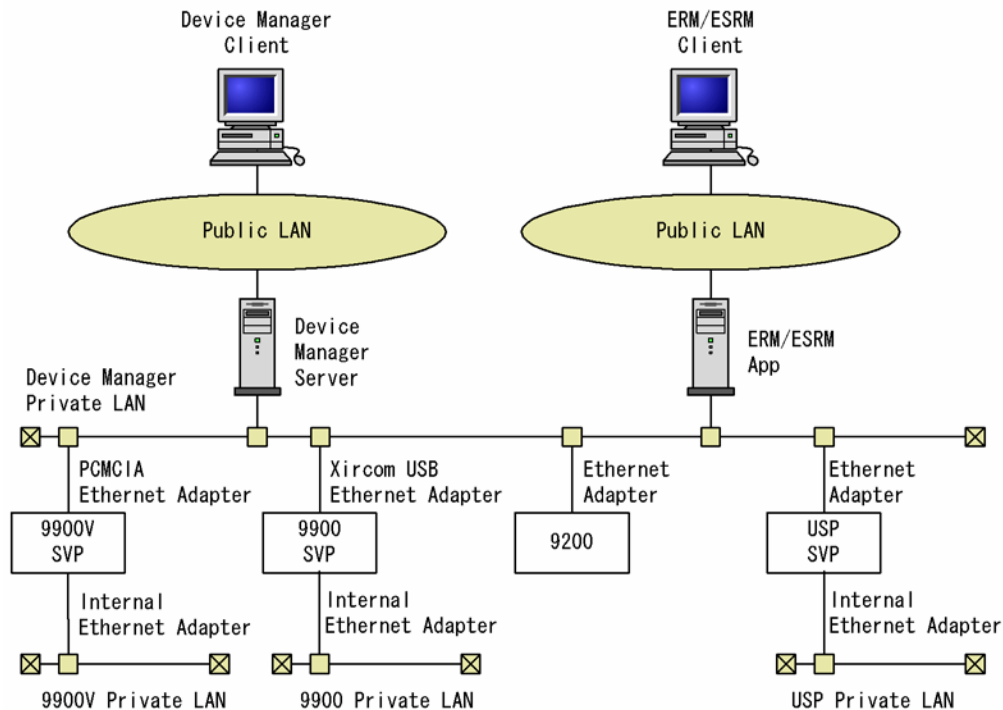 Device Manager
Client
ERM/ESRM
Client
Public LAN
Public LAN
Device
Manager
Server
ERM/ESRM
App
Device Manager
Private LAN
PCMCIA
Ethernet Adapter
Xircom USB
Ethernet Adapter
Ethernet
Adapter
Ethernet
Adapter
9900V
SVP
9900
SVP
9200
USP
SVP
Internal
Ethernet Adapter
Internal
Ethernet Adapter
Internal
Ethernet Adapter
9900V Private LAN
9900 Private LAN
USP Private LAN